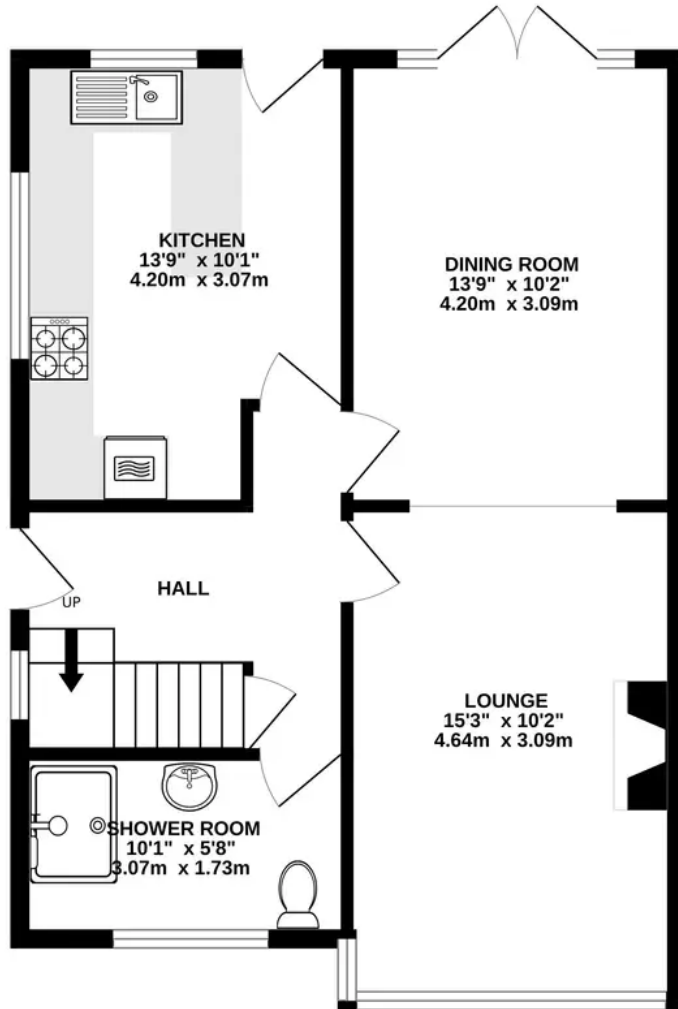 KITCHEN
13'9" x 10'1"
4.20m x 3.07m
DINING ROOM
13'9" x 10'2"
4.20m x 3.09m
HALL
UP
LOUNGE
15'3" x 10'2"
4.64m x 3.09m
SHOWER ROOM
10'1" x 5'8"
3.07m x 1.73m